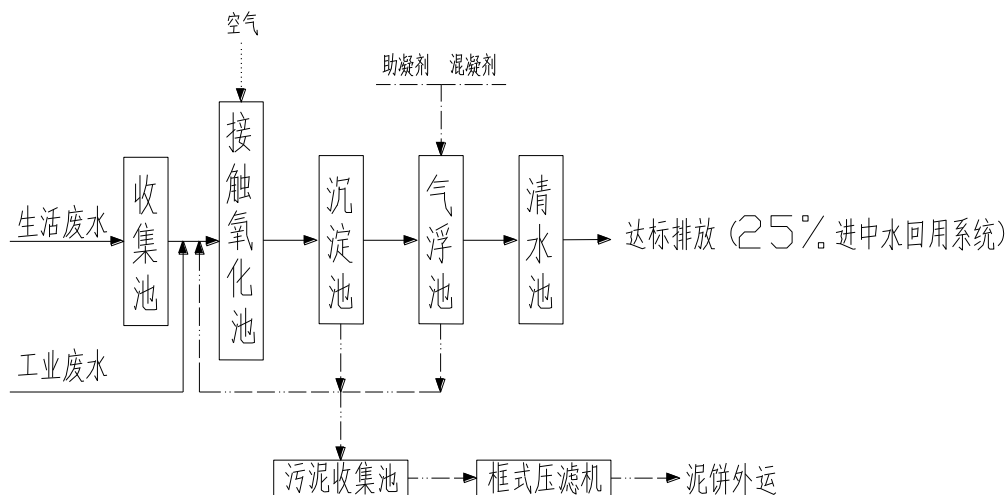 空气
助凝剂 混凝剂
接触氧化池
收集池
沉淀池
气浮池
清水池
生活废水
达标排放(25%进中水回用系统)
工业废水
污泥收集池
框式压滤机
泥饼外运